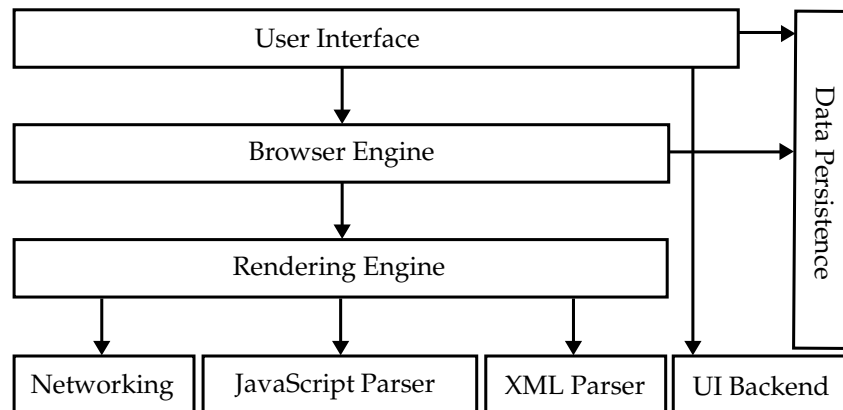 User Interface
Data Persistence
Browser Engine
Rendering Engine
Networking
JavaScript Parser
XML Parser
UI Backend